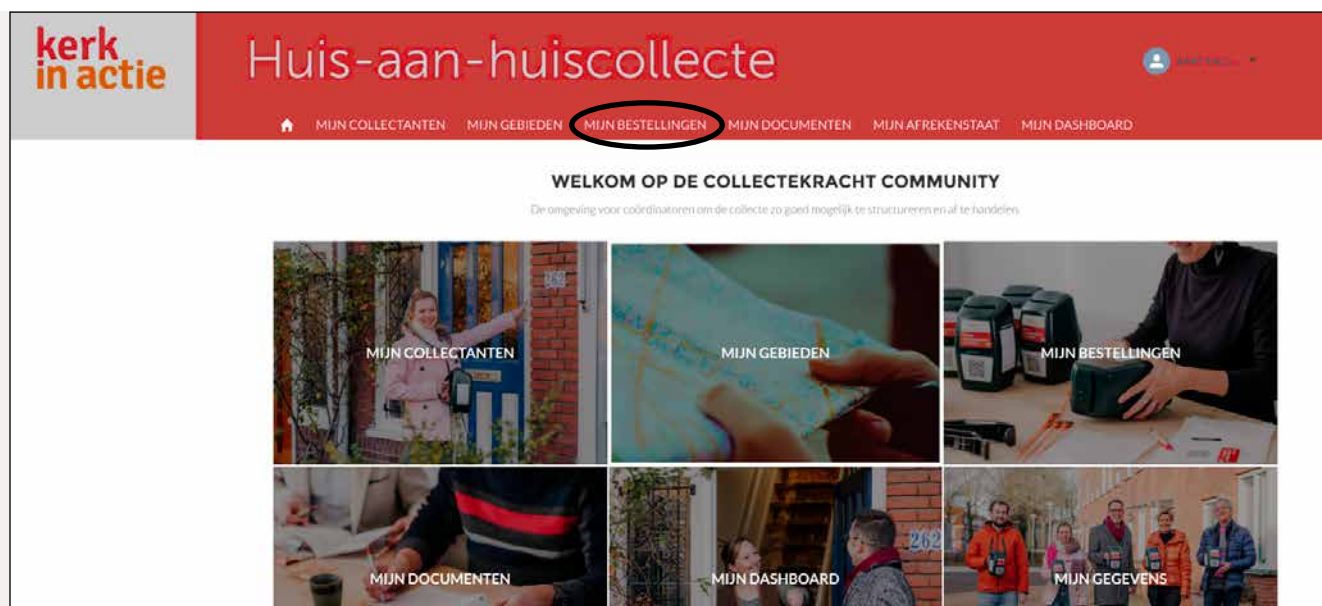 kerk
in actie
Huis-aan-huiscollecte
MIJN COLLECTANTEN MIJN GEBIEDEN MIJN BESTELLINGEN MIJN DOCUMENTEN MIJN AFREKENSTAAT MIJN DASHBOARD
WELKOM OP DE COLLECTEKRACHT COMMUNITY
De omgeving voor coördinatoren om de collecte zo goed mogelijk te structureren en af te handelen.
262
MIJN COLLECTANTEN MIJN GEBIEDEN MIJN BESTELLINGEN
262
MIJN DOCUMENTEN MIJN DASHBOARD MIJN GEGEVENS